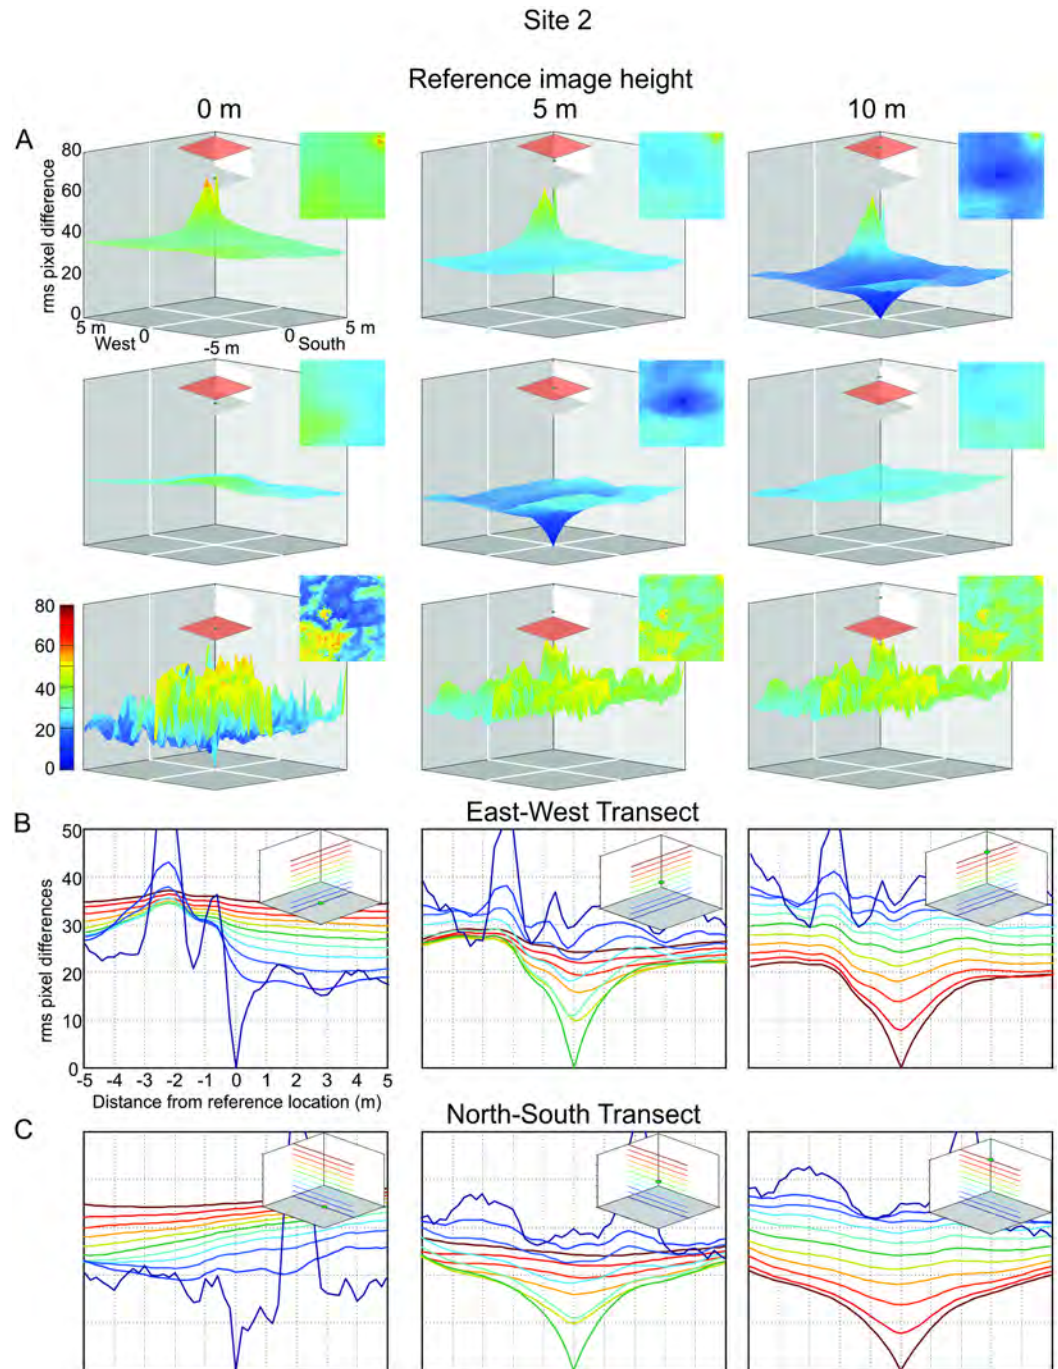 Site 2
Reference image height
0 m 5 m 10 m
A
80
60
40
20
0
rms pixel difference
5 m 0 -5 m 0 5 m
West South
80
60
40
20
0
B East-West Transect
50
40
30
20
10
0
rms pixel differences
-5 -4 -3 -2 -1 0 1 2 3 4 5
Distance from reference location (m)
C North-South Transect